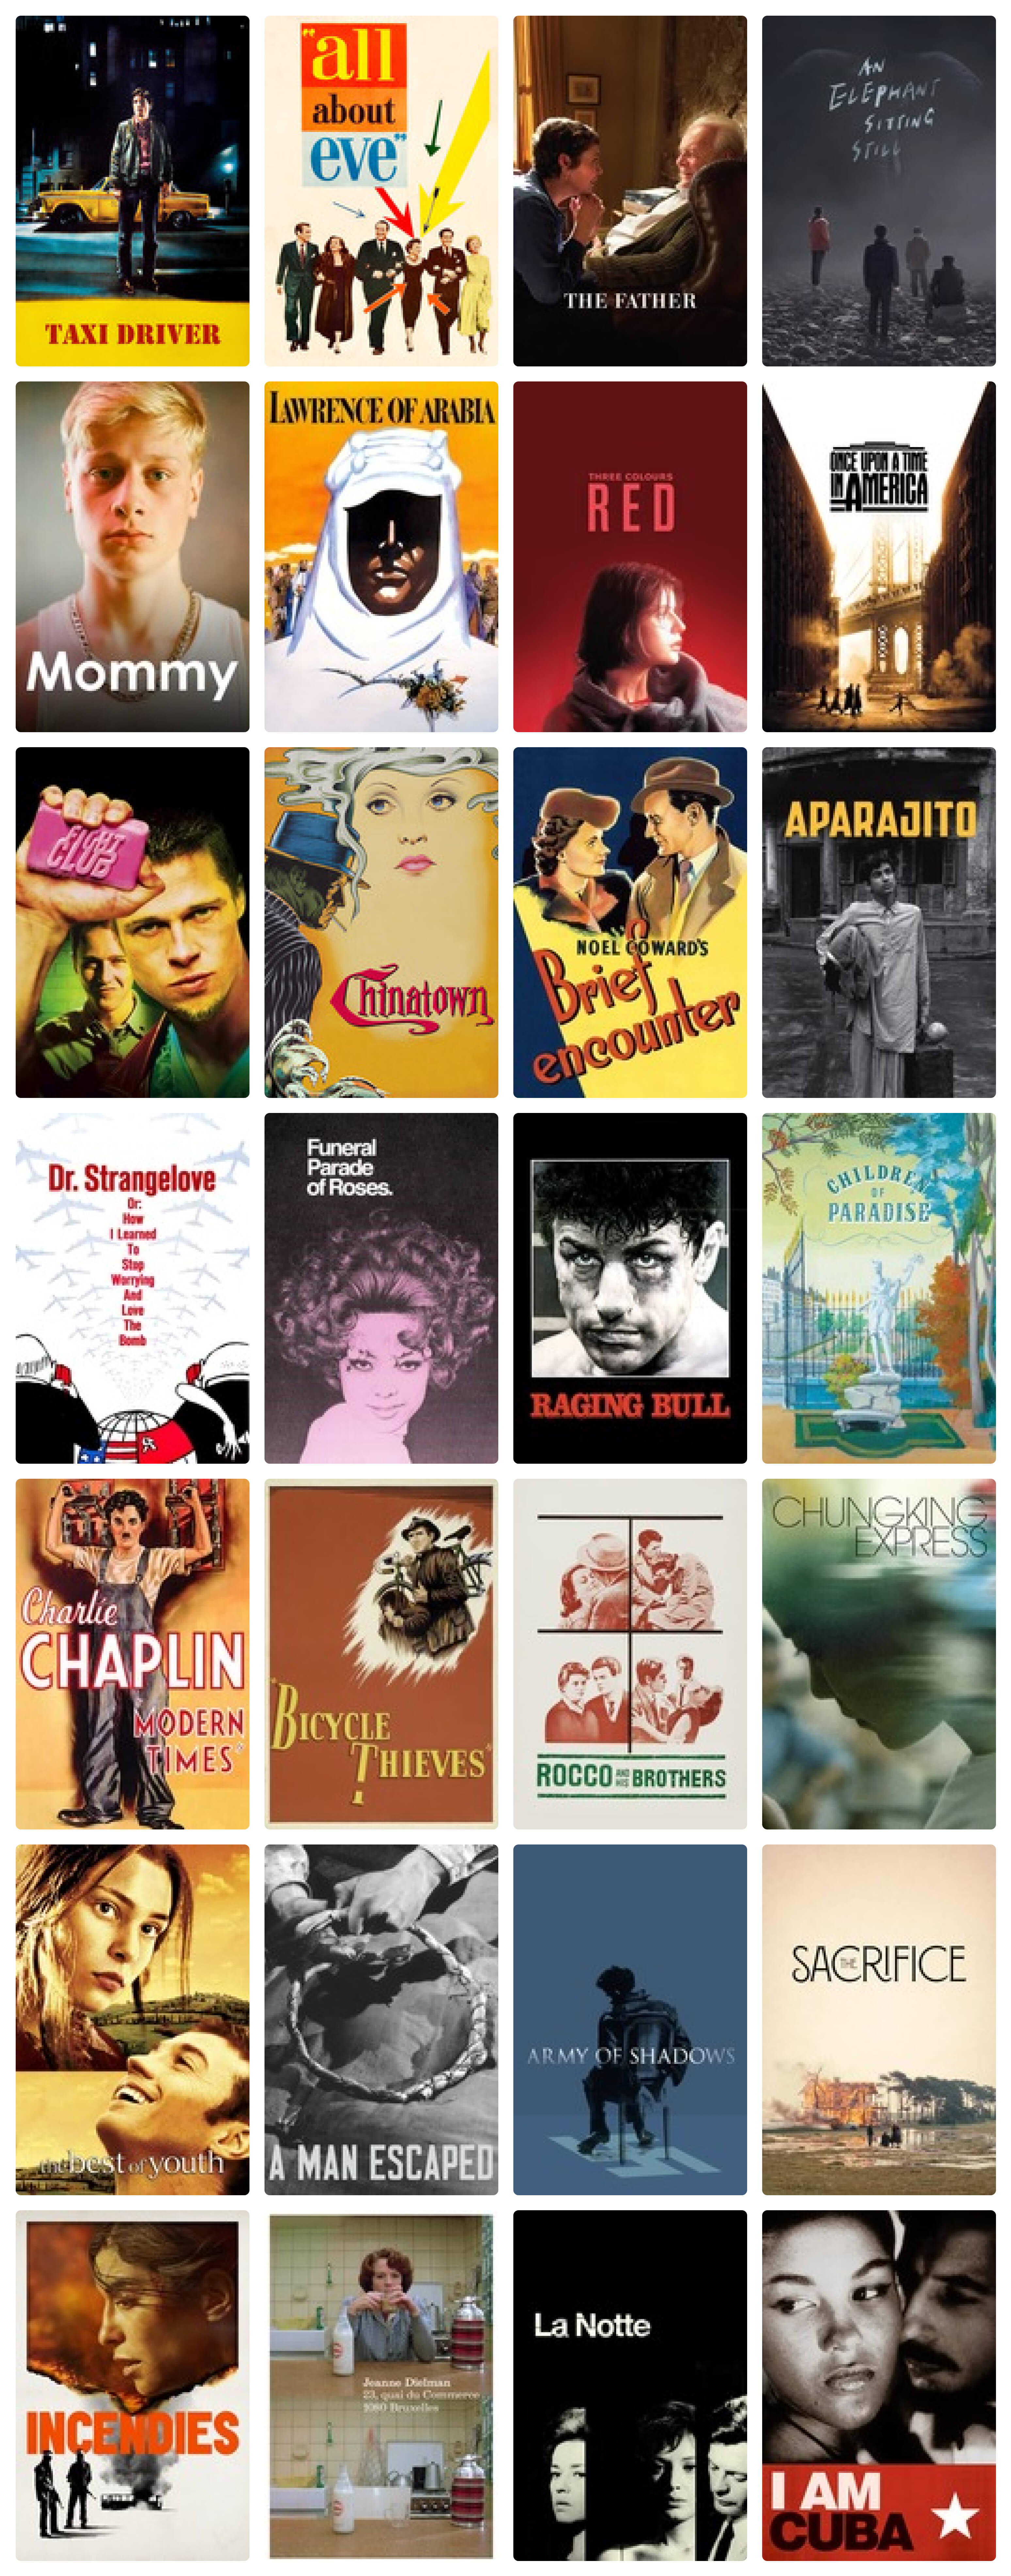 TAXI DRIVER
"all
about
eve"
THE FATHER
AN
ELEPHANT
SITTING
STILL
Mommy
LAWRENCE OF ARABIA
THREE COLOURS
RED
ONCE UPON A TIME
IN AMERICA
FIGHT
CLUB
Chinatown
NOEL COWARD'S
Brief
encounter
APARAJITO
Dr. Strangelove
Or:
How
I Learned
To
Stop
Worrying
And
Love
The
Bomb
Funeral
Parade
of Roses.
RAGING BULL
CHILDREN
OF
PARADISE
Charlie
CHAPLIN
"MODERN
TIMES"
"BICYCLE
THIEVES"
ROCCO AND HIS BROTHERS
CHUNGKING
EXPRESS
the best of youth
A MAN ESCAPED
ARMY OF SHADOWS
THE SACRIFICE
INCENDIES
Jeanne Dielman
23, quai du Commerce
1080 Bruxelles
La Notte
I AM
CUBA